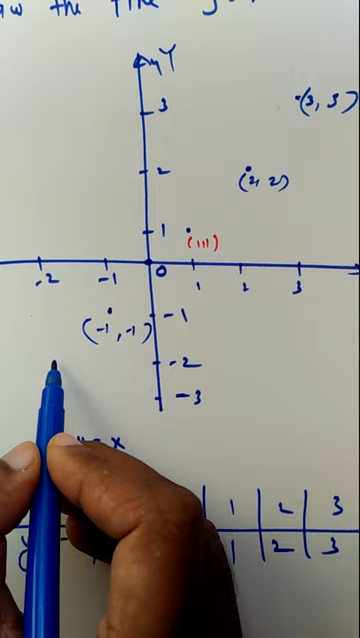 the
Y
3
(3, 3)
2
(2, 2)
1
(1,1)
-2 -1 0 1 2 3
(-1, -1)
-1
-2
-3
= x
1 2 3
1 2 3